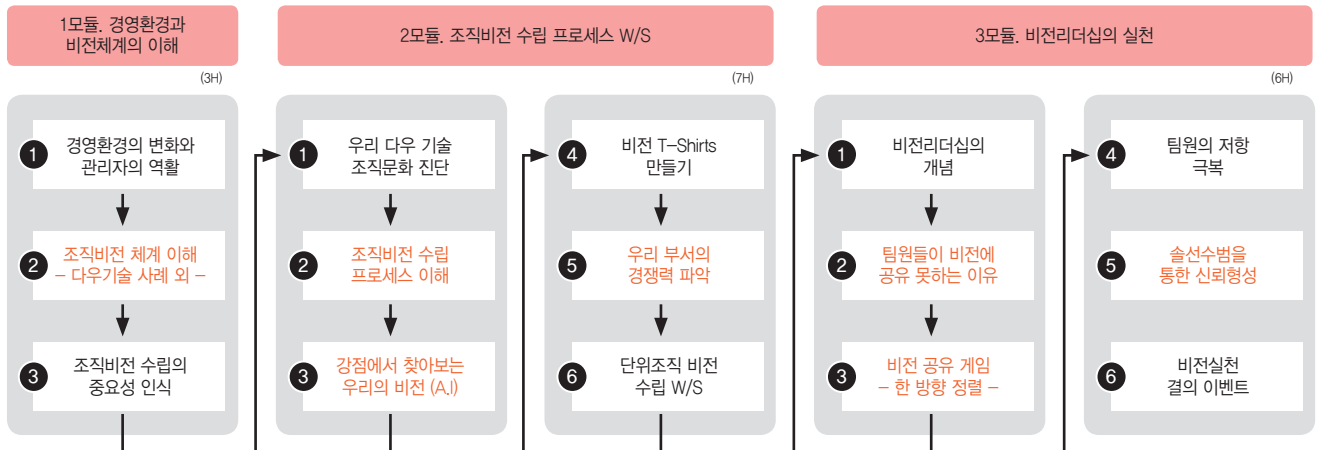 1모듈. 경영환경과
비전체계의 이해
(3H)
1
경영환경의 변화와
관리자의 역활
2
조직비전 체계 이해
– 다우기술 사례 외 –
3
조직비전 수립의
중요성 인식
2모듈. 조직비전 수립 프로세스 W/S
(7H)
1
우리 다우 기술
조직문화 진단
2
조직비전 수립
프로세스 이해
3
강점에서 찾아보는
우리의 비전 (A.I)
4
비전 T–Shirts
만들기
5
우리 부서의
경쟁력 파악
6
단위조직 비전
수립 W/S
3모듈. 비전리더십의 실천
(6H)
1
비전리더십의
개념
2
팀원들이 비전에
공유 못하는 이유
3
비전 공유 게임
– 한 방향 정렬 –
4
팀원의 저항
극복
5
솔선수범을
통한 신뢰형성
6
비전실천
결의 이벤트